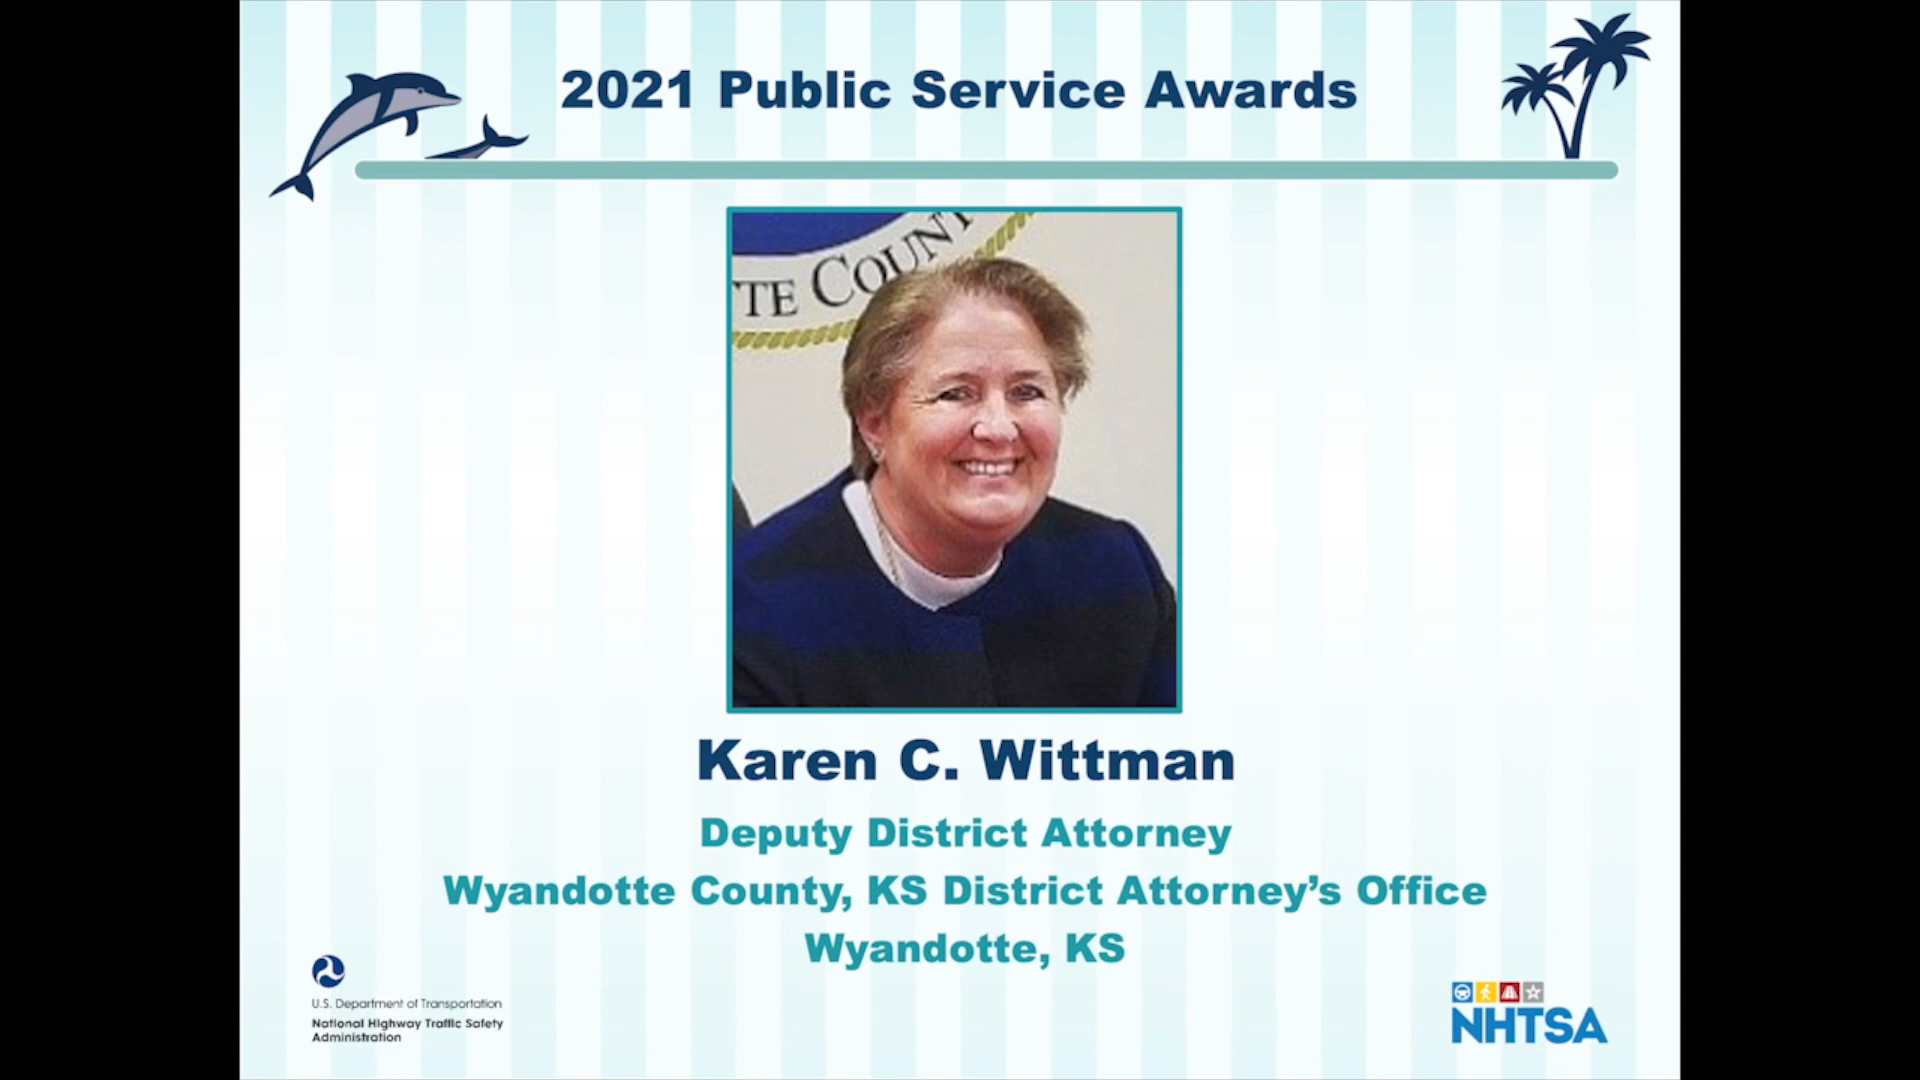 2021 Public Service Awards
TE COUNT
Karen C. Wittman
Deputy District Attorney
Wyandotte County, KS District Attorney’s Office
Wyandotte, KS
U.S. Department of Transportation
National Highway Traffic Safety
Administration
NHTSA